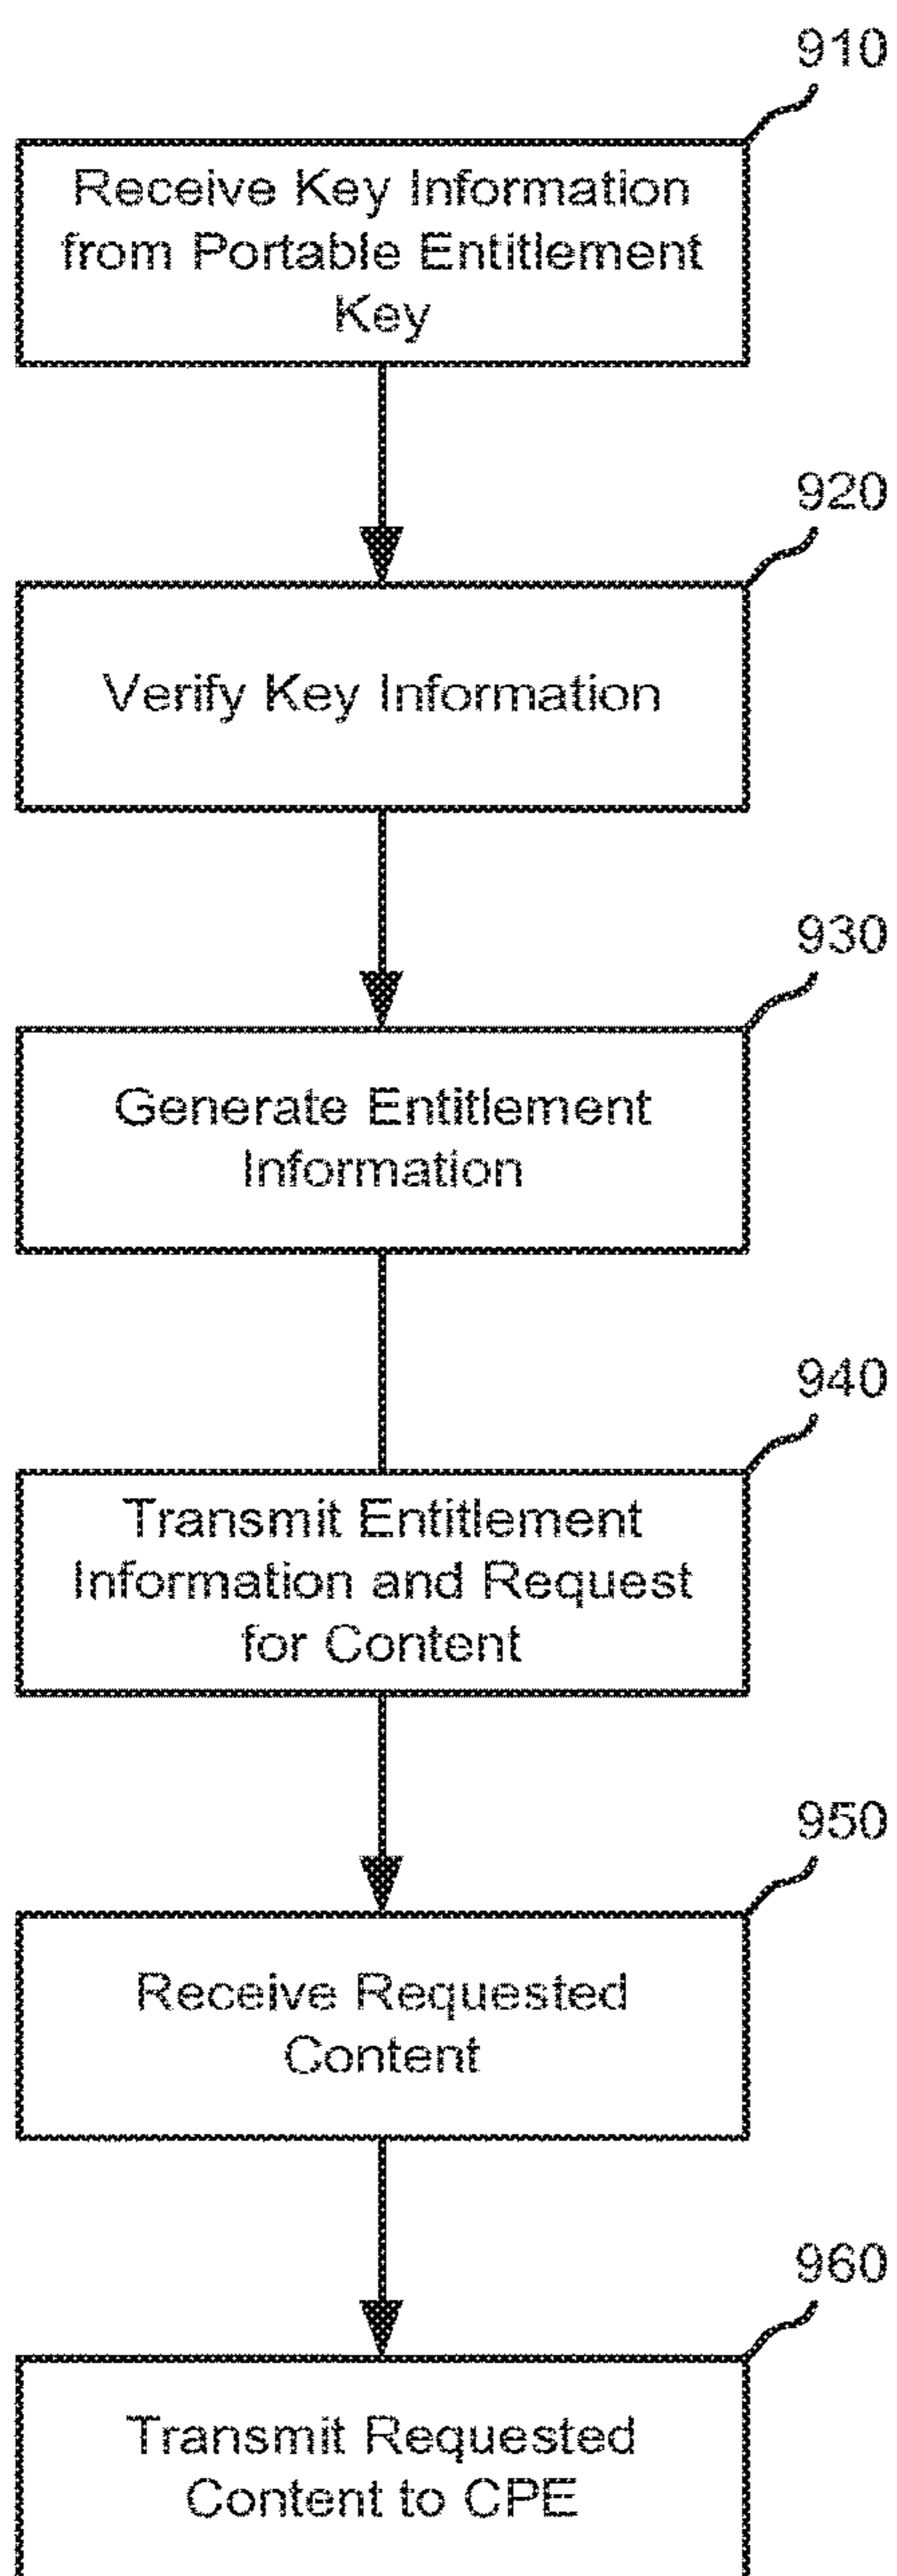 910
Receive Key Information
from Portable Entitlement
Key
920
Verify Key Information
930
Generate Entitlement
Information
940
Transmit Entitlement
Information and Request
for Content
950
Receive Requested
Content
960
Transmit Requested
Content to CPE